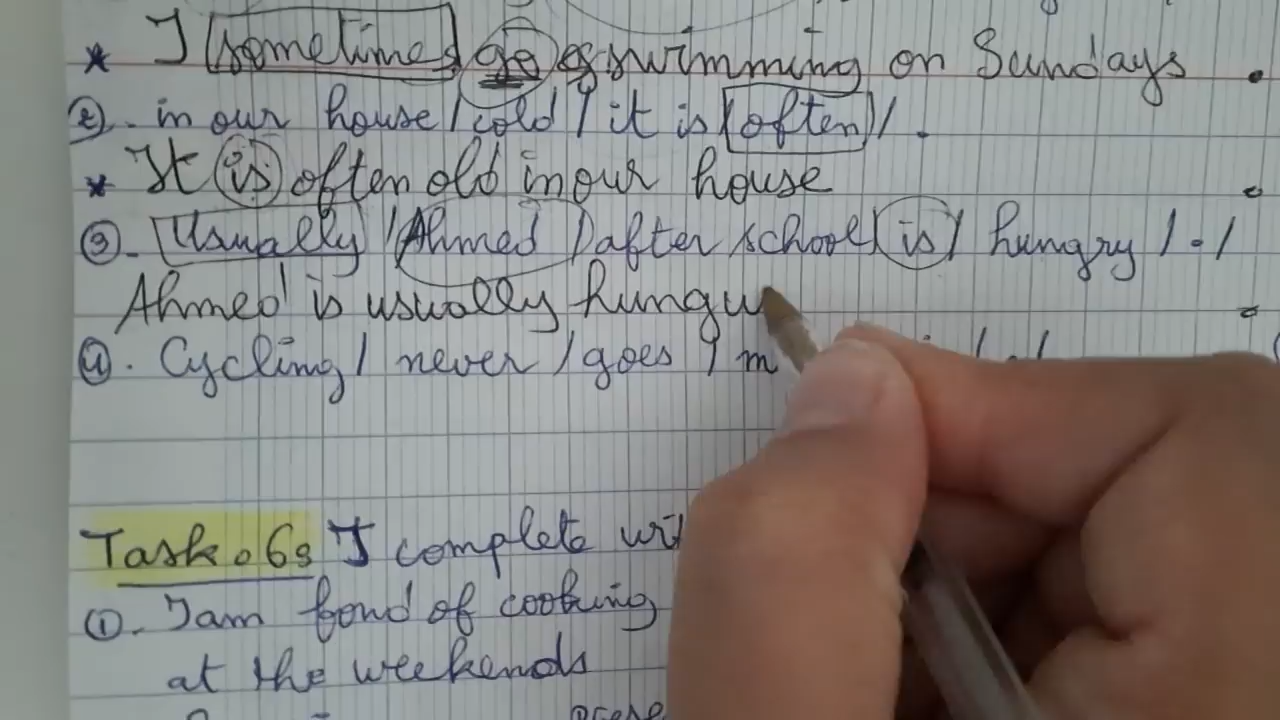 * I sometimes go swimming on Sundays.
②. in our house / cold / it is / often / .
* It is often old in our house
③. Usually / Ahmed / after school / is / hungry / . /
Ahmed is usually hungu
④. Cycling / never / goes / m
Task 06: I complete wi
①. I am fond of cooking
at the weekends